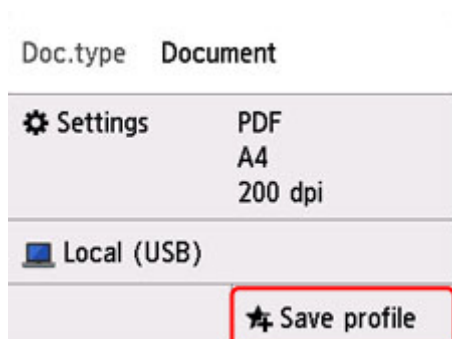 Doc.type Document
Settings PDF
A4
200 dpi
Local (USB)
Save profile